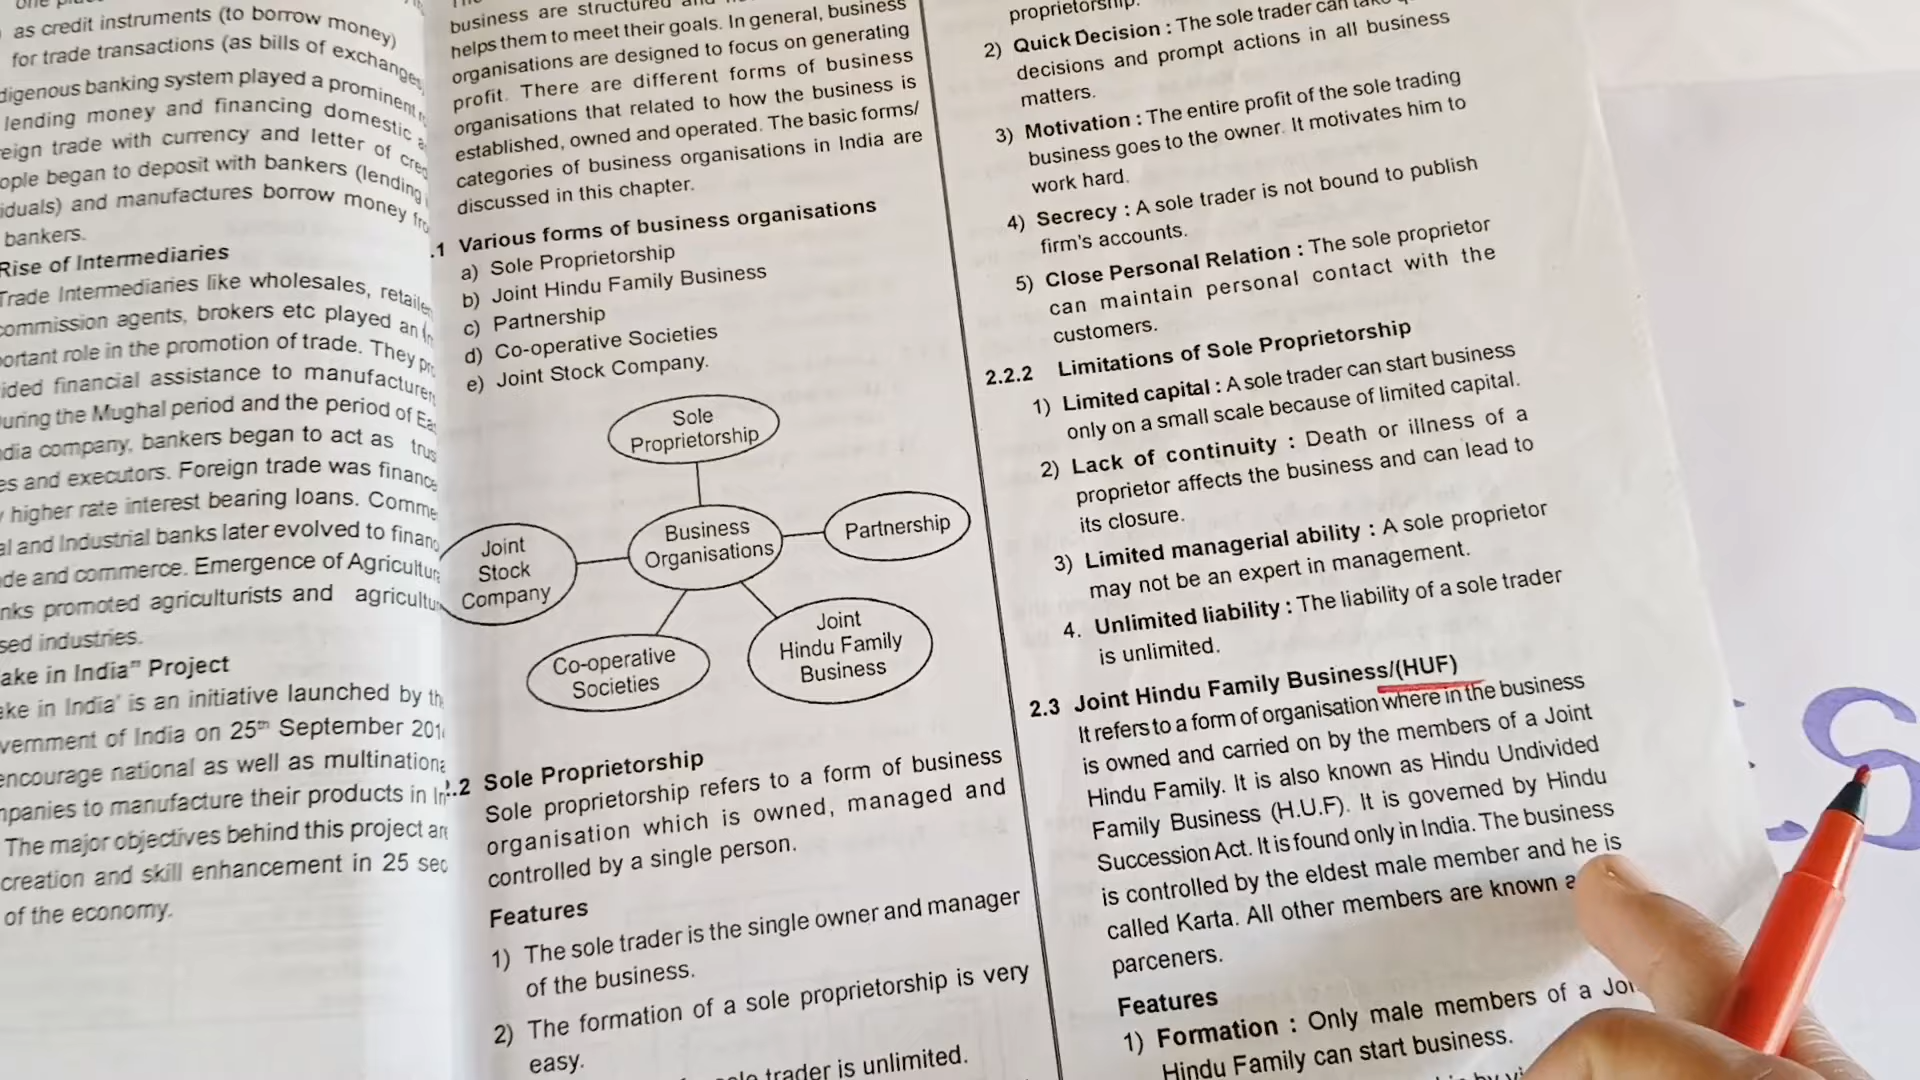 as credit instruments (to borrow money)
for trade transactions (as bills of exchange
digenous banking system played a prominent
lending money and financing domestic
eign trade with currency and letter of cred
ople began to deposit with bankers (lending
iduals) and manufactures borrow money fro
bankers.
Rise of Intermediaries
Trade Intermediaries like wholesales, retaile
commission agents, brokers etc played an
portant role in the promotion of trade. They pr
ided financial assistance to manufacturer
uring the Mughal period and the period of Ea
dia company, bankers began to act as trus
es and executors. Foreign trade was finance
y higher rate interest bearing loans. Comme
al and Industrial banks later evolved to financ
de and commerce. Emergence of Agricultur
nks promoted agriculturists and agricultur
sed industries.
ake in India" Project
ake in India' is an initiative launched by th
vernment of India on 25th September 201
encourage national as well as multinationa
mpanies to manufacture their products in In
The major objectives behind this project are
creation and skill enhancement in 25 sec
of the economy.
business are structured and
helps them to meet their goals. In general, business
organisations are designed to focus on generating
profit. There are different forms of business
organisations that related to how the business is
established, owned and operated. The basic forms/
categories of business organisations in India are
discussed in this chapter.
.1 Various forms of business organisations
a) Sole Proprietorship
b) Joint Hindu Family Business
c) Partnership
d) Co-operative Societies
e) Joint Stock Company.
Sole
Proprietorship
Business
Organisations
Partnership
Joint
Stock
Company
Co-operative
Societies
Joint
Hindu Family
Business
.2 Sole Proprietorship
Sole proprietorship refers to a form of business
organisation which is owned, managed and
controlled by a single person.
Features
1) The sole trader is the single owner and manager
of the business.
2) The formation of a sole proprietorship is very
easy.
trader is unlimited.
proprietorship.
2) Quick Decision : The sole trader can
decisions and prompt actions in all business
matters.
3) Motivation : The entire profit of the sole trading
business goes to the owner. It motivates him to
work hard.
4) Secrecy : A sole trader is not bound to publish
firm's accounts.
5) Close Personal Relation : The sole proprietor
can maintain personal contact with the
customers.
2.2.2 Limitations of Sole Proprietorship
1) Limited capital : A sole trader can start business
only on a small scale because of limited capital.
2) Lack of continuity : Death or illness of a
proprietor affects the business and can lead to
its closure.
3) Limited managerial ability : A sole proprietor
may not be an expert in management.
4. Unlimited liability : The liability of a sole trader
is unlimited.
2.3 Joint Hindu Family Business/(HUF)
It refers to a form of organisation where in the business
is owned and carried on by the members of a Joint
Hindu Family. It is also known as Hindu Undivided
Family Business (H.U.F). It is governed by Hindu
Succession Act. It is found only in India. The business
is controlled by the eldest male member and he is
called Karta. All other members are known a
parceners.
Features
1) Formation : Only male members of a Joi
Hindu Family can start business.